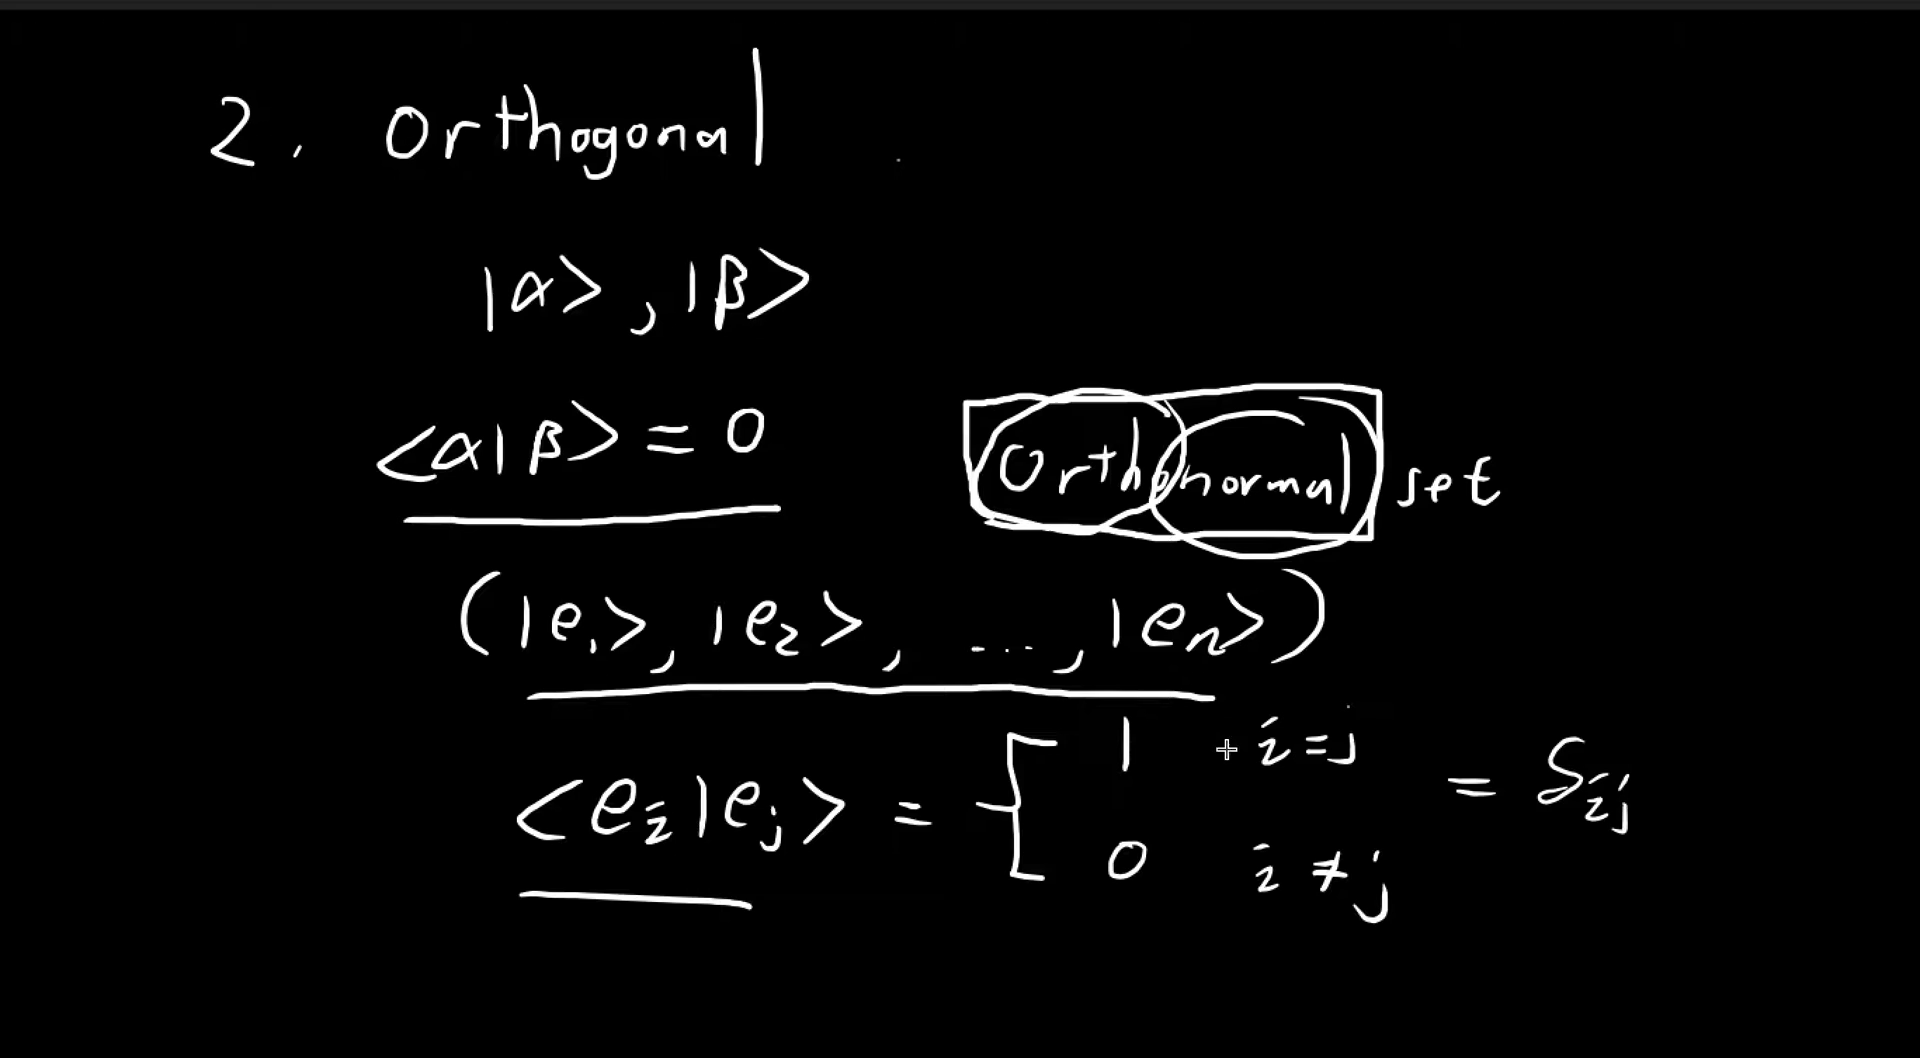 2. Orthogonal
|α>, |β>
<α|β> = 0
Orthonormal set
(|e₁>, |e₂>, ..., |eₙ>)
<eᵢ|eⱼ> = { 1 i = j
0 i ≠ j
= δᵢⱼ